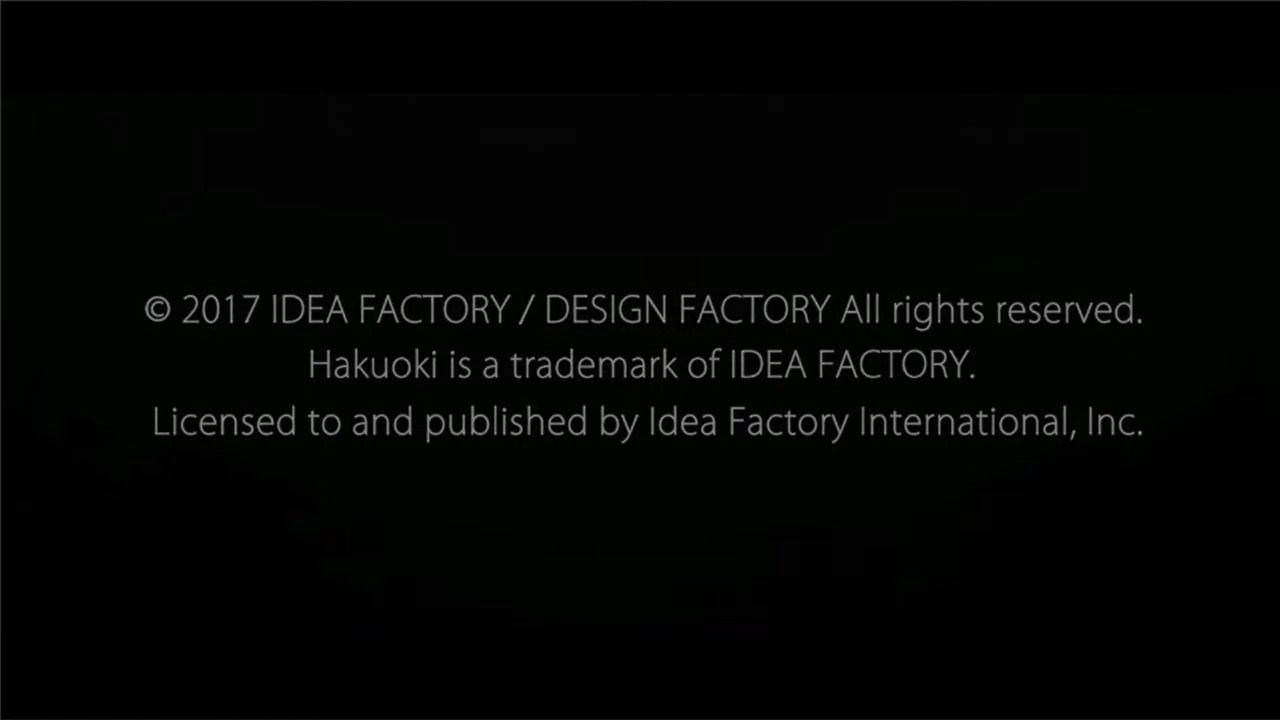 © 2017 IDEA FACTORY / DESIGN FACTORY All rights reserved.
Hakuoki is a trademark of IDEA FACTORY.
Licensed to and published by Idea Factory International, Inc.